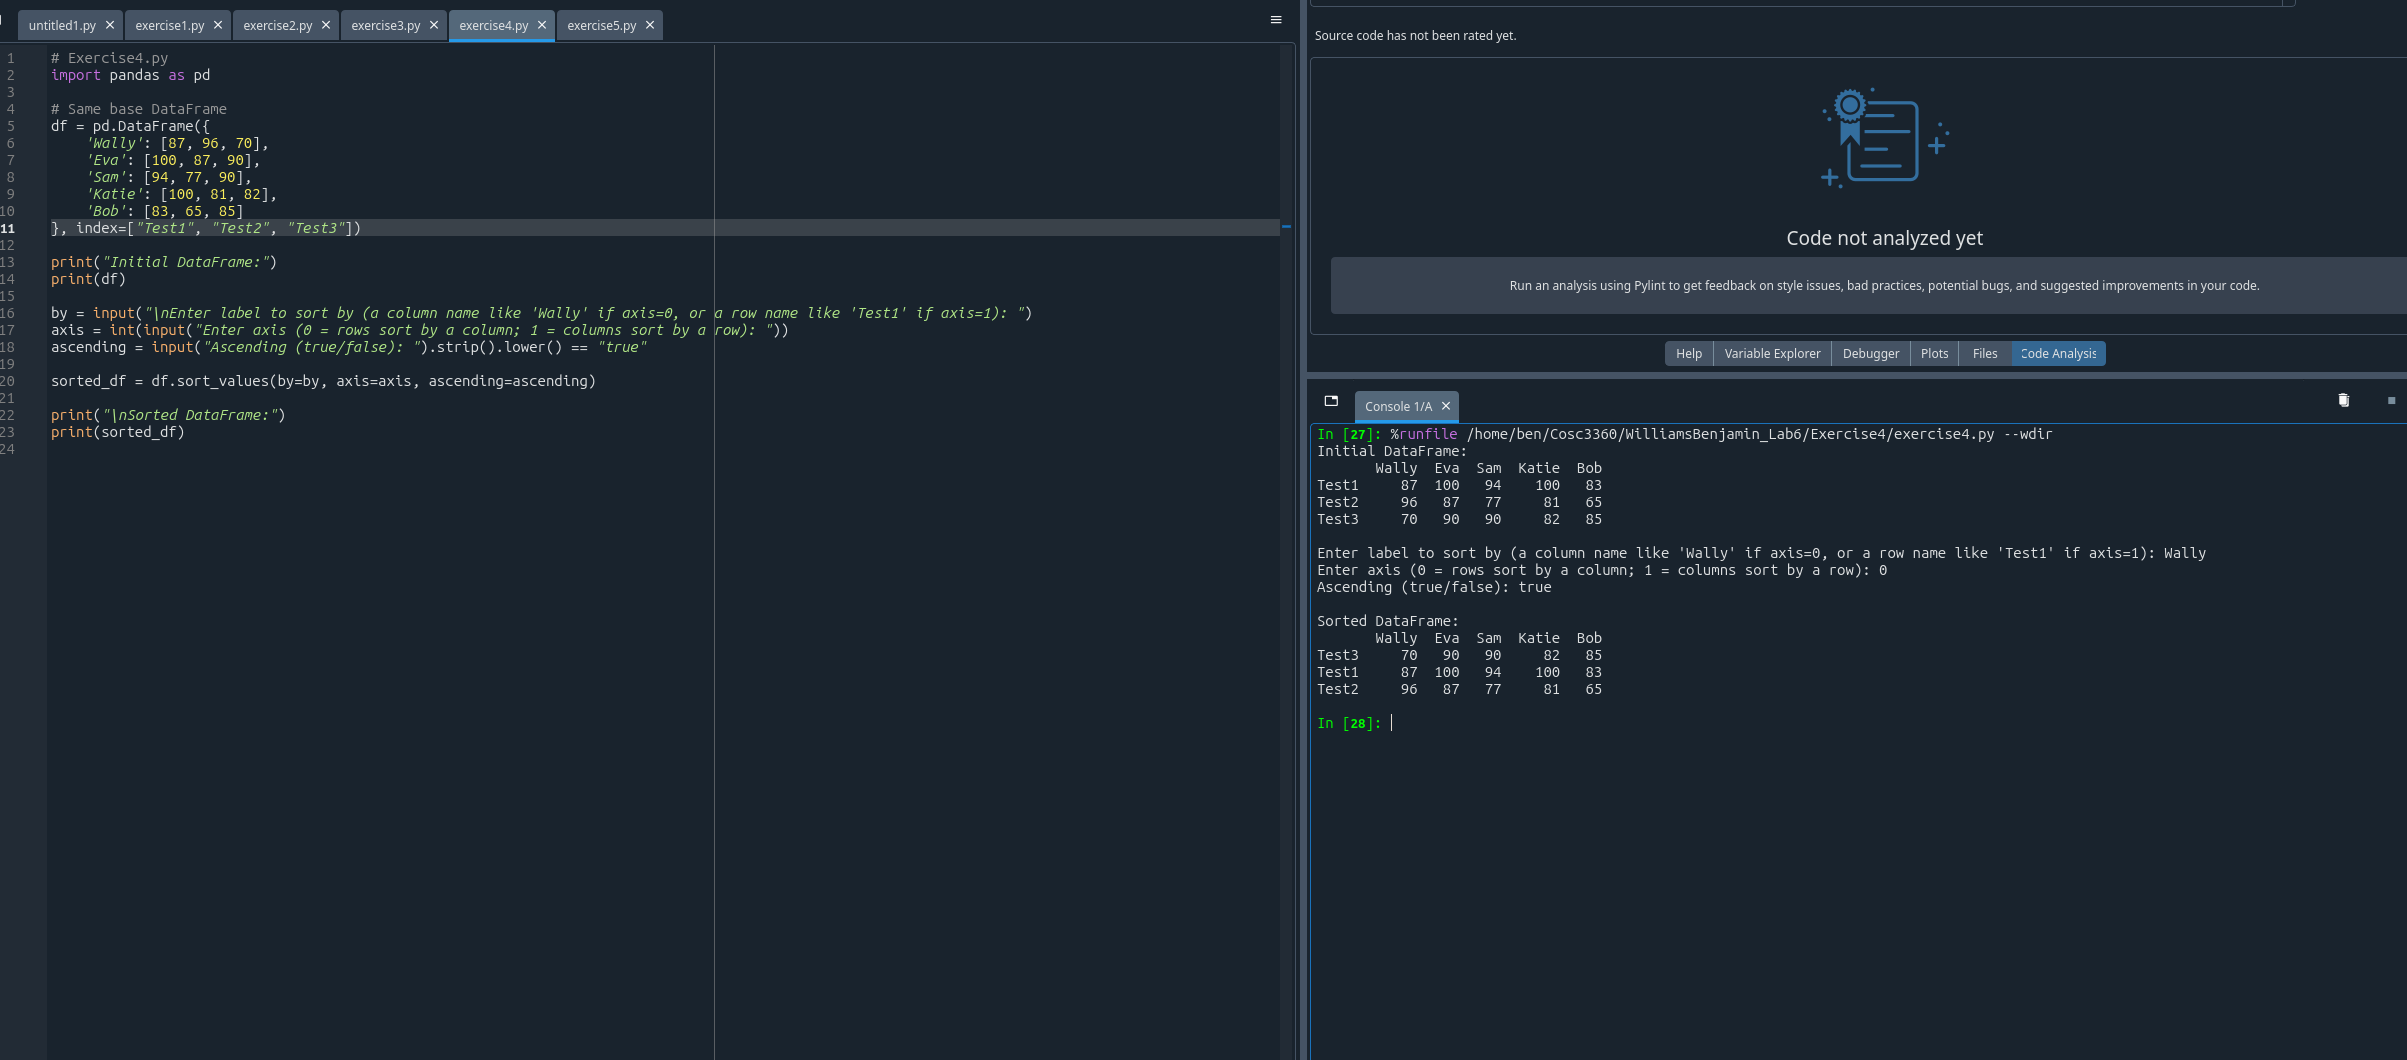 untitled1.py exercise1.py exercise2.py exercise3.py exercise4.py exercise5.py
1 # Exercise4.py
2 import pandas as pd
3
4 # Same base DataFrame
5 df = pd.DataFrame({
6     'Wally': [87, 96, 70],
7     'Eva': [100, 87, 90],
8     'Sam': [94, 77, 90],
9     'Katie': [100, 81, 82],
10     'Bob': [83, 65, 85]
11 }, index=["Test1", "Test2", "Test3"])
12
13 print("Initial DataFrame:")
14 print(df)
15
16 by = input("\nEnter label to sort by (a column name like 'Wally' if axis=0, or a row name like 'Test1' if axis=1): ")
17 axis = int(input("Enter axis (0 = rows sort by a column; 1 = columns sort by a row): "))
18 ascending = input("Ascending (true/false): ").strip().lower() == "true"
19
20 sorted_df = df.sort_values(by=by, axis=axis, ascending=ascending)
21
22 print("\nSorted DataFrame:")
23 print(sorted_df)
24
Source code has not been rated yet.
Code not analyzed yet
Run an analysis using Pylint to get feedback on style issues, bad practices, potential bugs, and suggested improvements in your code.
Help Variable Explorer Debugger Plots Files Code Analysis
Console 1/A
In [27]: %runfile /home/ben/Cosc3360/WilliamsBenjamin_Lab6/Exercise4/exercise4.py --wdir
Initial DataFrame:
       Wally  Eva  Sam  Katie  Bob
Test1     87  100   94    100   83
Test2     96   87   77     81   65
Test3     70   90   90     82   85
Enter label to sort by (a column name like 'Wally' if axis=0, or a row name like 'Test1' if axis=1): Wally
Enter axis (0 = rows sort by a column; 1 = columns sort by a row): 0
Ascending (true/false): true
Sorted DataFrame:
       Wally  Eva  Sam  Katie  Bob
Test3     70   90   90     82   85
Test1     87  100   94    100   83
Test2     96   87   77     81   65
In [28]: